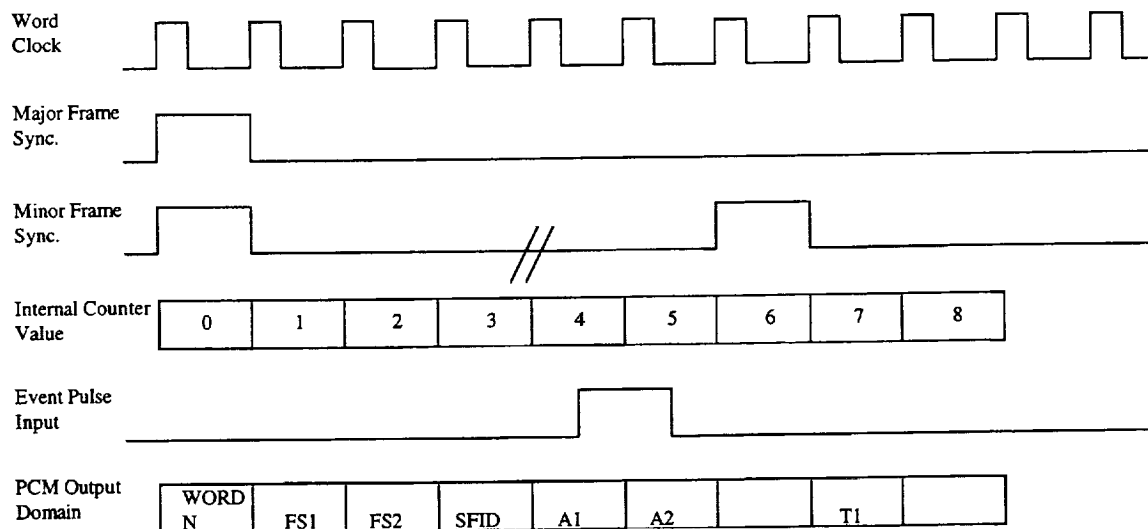 Word
Clock
Major Frame
Sync.
Minor Frame
Sync.
Internal Counter
Value
0 1 2 3 4 5 6 7 8
Event Pulse
Input
PCM Output
Domain
WORD
N FS1 FS2 SFID A1 A2 T1